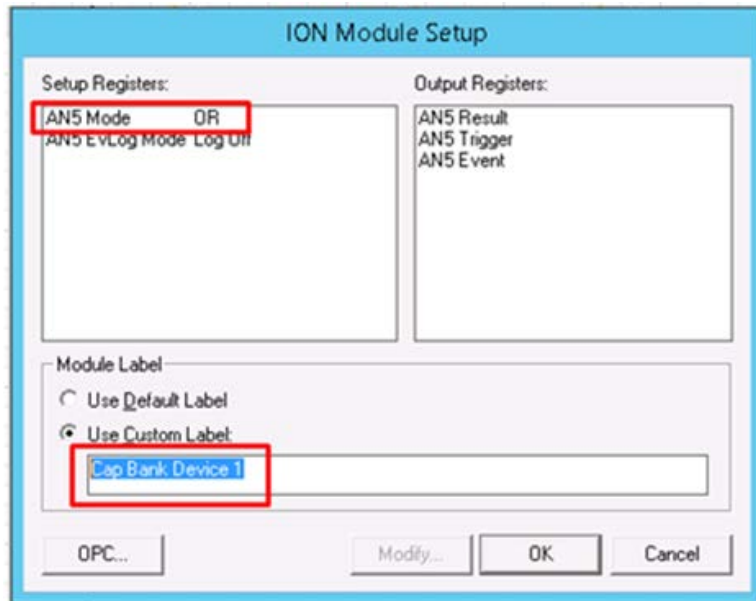 ION Module Setup
Setup Registers:
AN5 Mode OR
AN5 EvLog Mode Log Off
Output Registers:
AN5 Result
AN5 Trigger
AN5 Event
Module Label
Use Default Label
Use Custom Label:
Cap Bank Device 1
OPC... Modify... OK Cancel